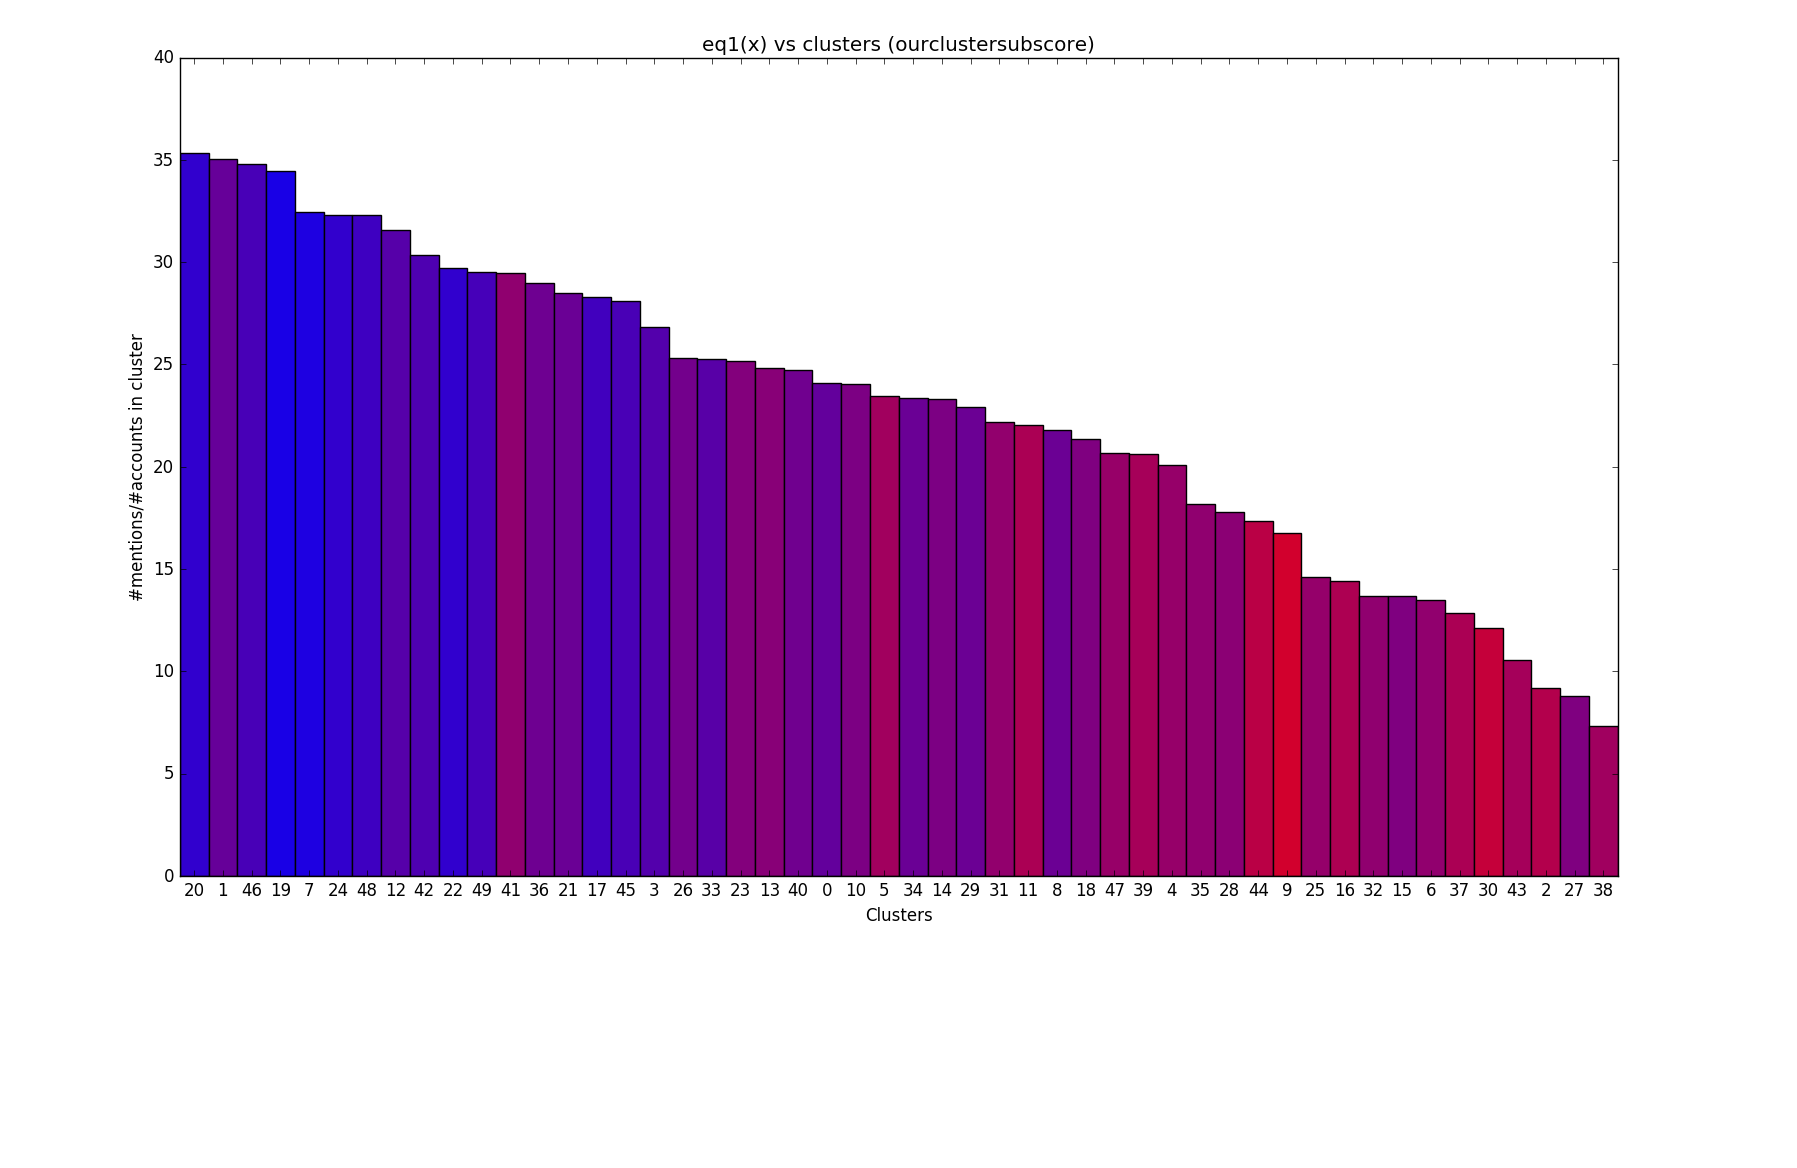 eq1(x) vs clusters (ourclustersubscore)
40
35
30
25
20
15
10
5
0
#mentions/#accounts in cluster
20 1 46 19 7 24 48 12 42 22 49 41 36 21 17 45 3 26 33 23 13 40 0 10 5 34 14 29 31 11 8 18 47 39 4 35 28 44 9 25 16 32 15 6 37 30 43 2 27 38
Clusters